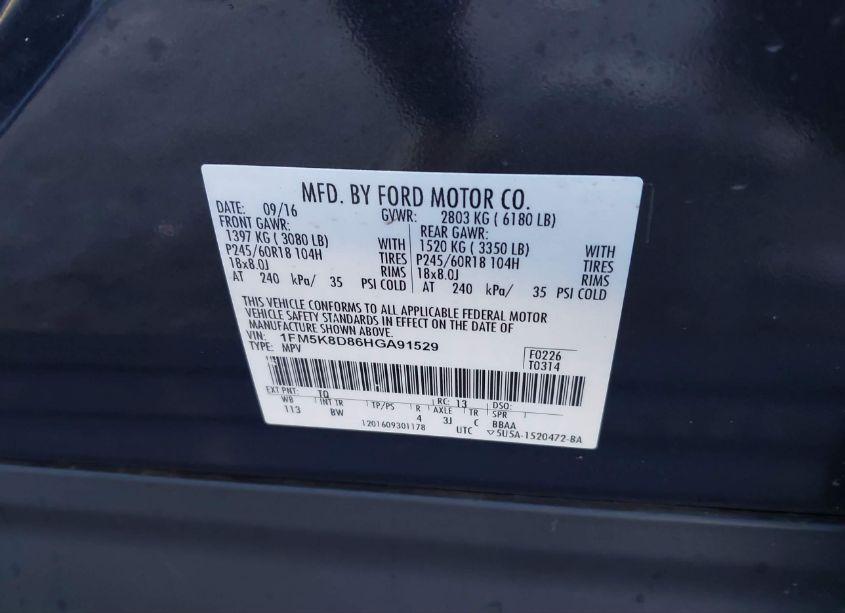 MFD. BY FORD MOTOR CO.
DATE: 09/16 GVWR: 2803 KG ( 6180 LB)
FRONT GAWR: REAR GAWR:
1397 KG ( 3080 LB) WITH 1520 KG ( 3350 LB) WITH
P245/60R18 104H TIRES P245/60R18 104H TIRES
18x8.0J RIMS 18x8.0J RIMS
AT 240 kPa/ 35 PSI COLD AT 240 kPa/ 35 PSI COLD
THIS VEHICLE CONFORMS TO ALL APPLICABLE FEDERAL MOTOR
VEHICLE SAFETY STANDARDS IN EFFECT ON THE DATE OF
MANUFACTURE SHOWN ABOVE.
VIN: 1FM5K8D86HGA91529
TYPE: MPV F0226
T0314
EXT PNT: TQ RC: 13 DSO:
WB INT TR TP/PS R AXLE TR SPR
113 BW 4 3J C BBAA
1201609301178 UTC ▽5U5A-1520472-BA